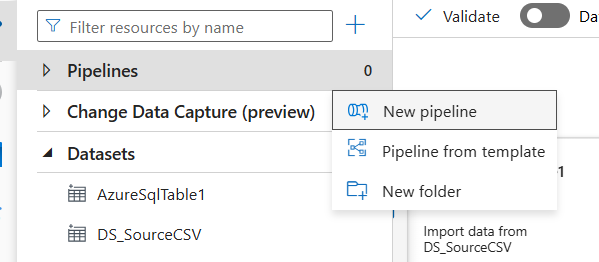 Filter resources by name
Validate
Da
Pipelines 0
Change Data Capture (preview)
New pipeline
Pipeline from template
New folder
Datasets
AzureSqlTable1
DS_SourceCSV
1
Import data from
DS_SourceCSV